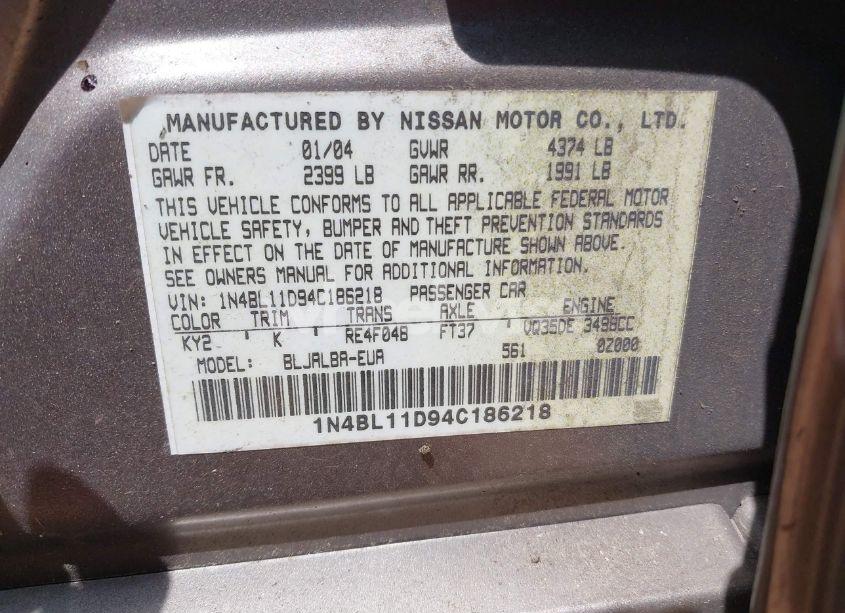 MANUFACTURED BY NISSAN MOTOR CO., LTD.
DATE 01/04 GVWR 4374 LB
GAWR FR. 2399 LB GAWR RR. 1991 LB
THIS VEHICLE CONFORMS TO ALL APPLICABLE FEDERAL MOTOR
VEHICLE SAFETY, BUMPER AND THEFT PREVENTION STANDARDS
IN EFFECT ON THE DATE OF MANUFACTURE SHOWN ABOVE.
SEE OWNERS MANUAL FOR ADDITIONAL INFORMATION.
VIN: 1N4BL11D94C186218 PASSENGER CAR
COLOR TRIM TRANS AXLE ENGINE
KY2 K RE4F04B FT37 VQ35DE 3498CC
MODEL: BLJALBA-EUA 561 0Z000
1N4BL11D94C186218